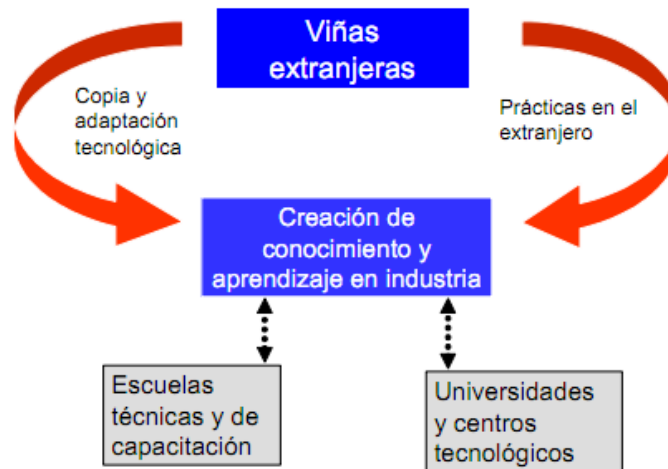 Viñas
extranjeras
Copia y
adaptación
tecnológica
Prácticas en el
extranjero
Creación de
conocimiento y
aprendizaje en industria
Escuelas
técnicas y de
capacitación
Universidades
y centros
tecnológicos